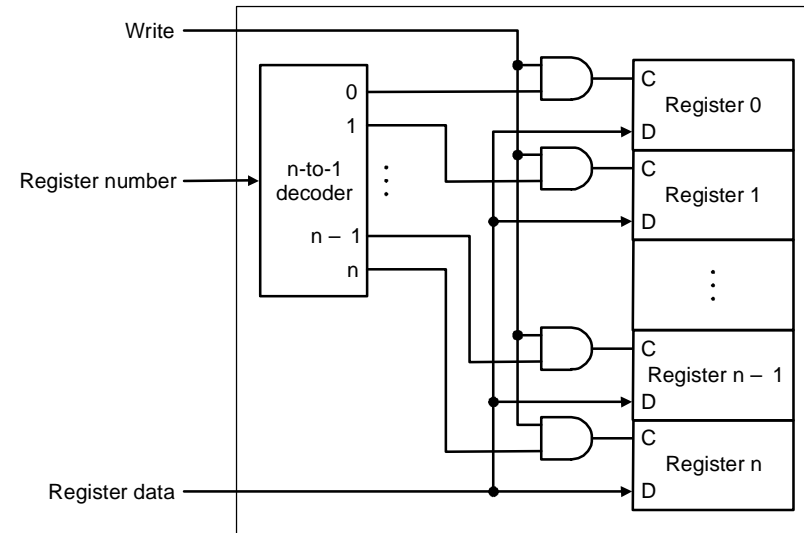 Write
0
C
Register 0
1
D
n-to-1
decoder
Register number
C
Register 1
D
n – 1
n
C
Register n – 1
D
C
Register n
Register data
D